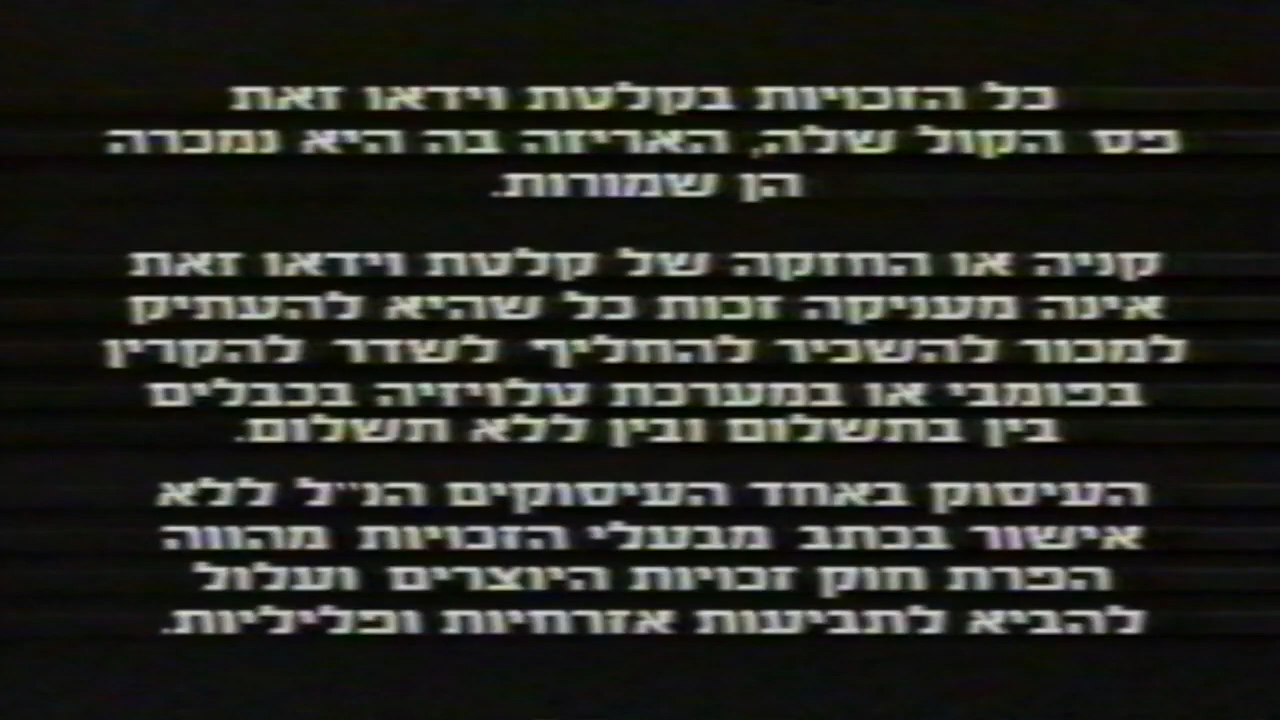 כל הזכויות בקלטת וידאו זאת
פס הקול שלה, האריזה בה היא נמכרה
הן שמורות.
קניה או החזקה של קלטת וידאו זאת
אינה מעניקה זכות כל שהיא להעתיק
למכור להשכיר להחליף לשדר להקרין
בפומבי או במערכת טלויזיה בכבלים
בין בתשלום ובין ללא תשלום.
העיסוק באחד העיסוקים הנ״ל ללא
אישור בכתב מבעלי הזכויות מהווה
הפרת חוק זכויות היוצרים ועלול
להביא לתביעות אזרחיות ופליליות.